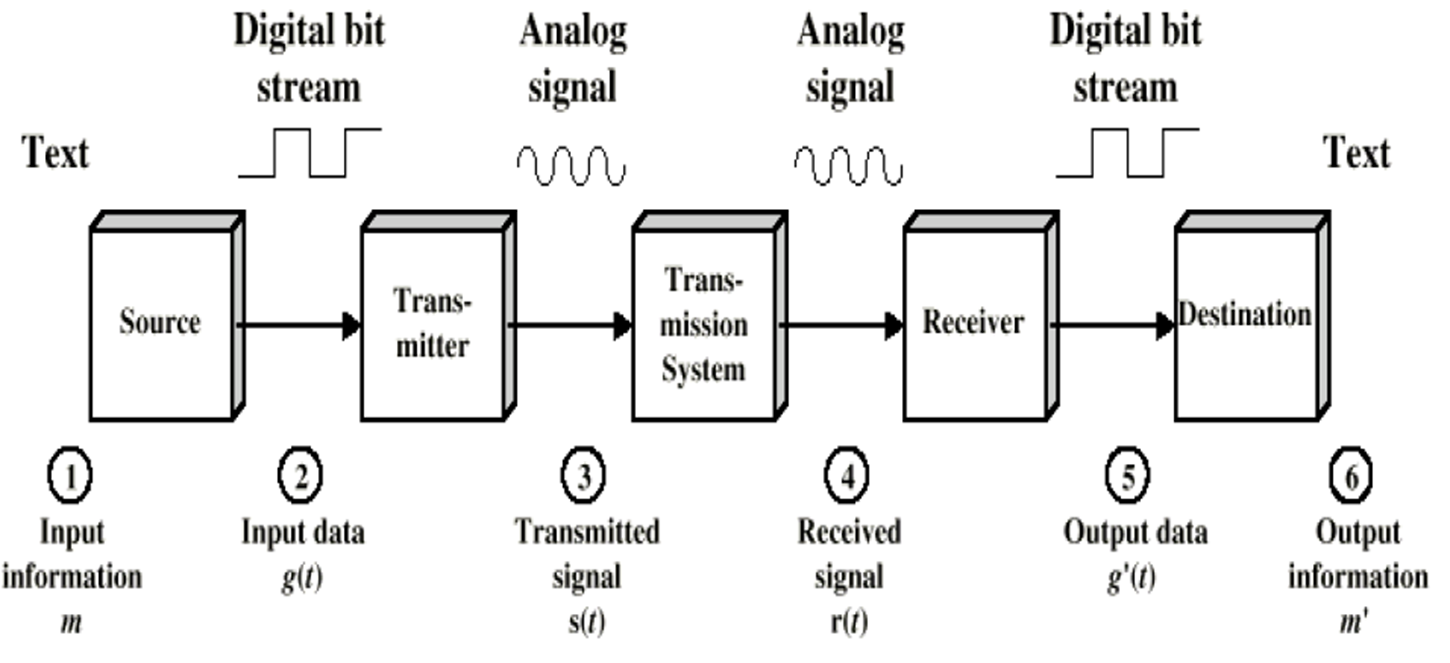 Digital bit
stream
Analog
signal
Analog
signal
Digital bit
stream
Text
Text
Source
Trans-
mitter
Trans-
mission
System
Receiver
Destination
1
Input
information
m
2
Input data
g(t)
3
Transmitted
signal
s(t)
4
Received
signal
r(t)
5
Output data
g'(t)
6
Output
information
m'